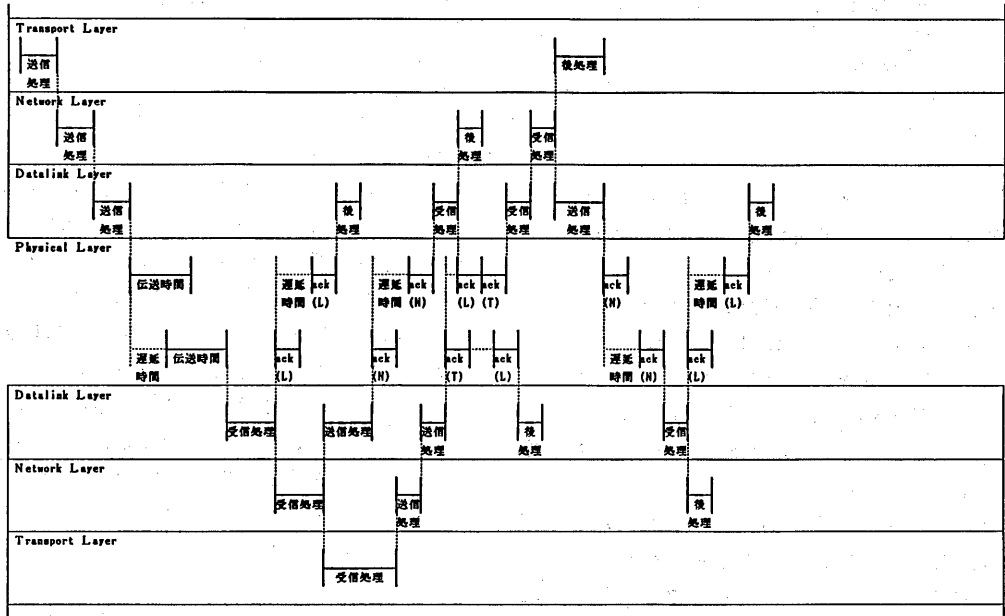 Transport Layer
送信
処理
後処理
Network Layer
送信
処理
後
処理
受信
処理
Datalink Layer
送信
処理
後
処理
受信
処理
受信
処理
送信
処理
後
処理
Physical Layer
伝送時間
遅延
時間
ack
(L)
遅延
時間
ack
(N)
ack
(L)
ack
(T)
ack
(N)
遅延
時間
ack
(L)
遅延
時間
伝送時間
ack
(L)
ack
(N)
ack
(T)
ack
(L)
遅延
時間
ack
(N)
ack
(L)
Datalink Layer
受信処理
送信処理
送信
処理
後
処理
受信
処理
Network Layer
受信処理
送信
処理
後
処理
Transport Layer
受信処理